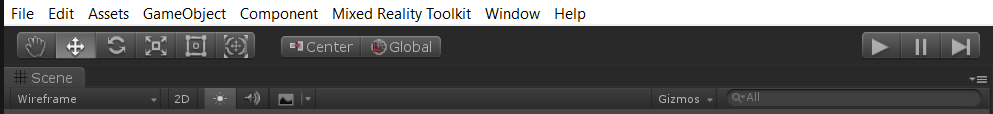 File Edit Assets GameObject Component Mixed Reality Toolkit Window Help
Center Global
Scene
Wireframe 2D Gizmos All